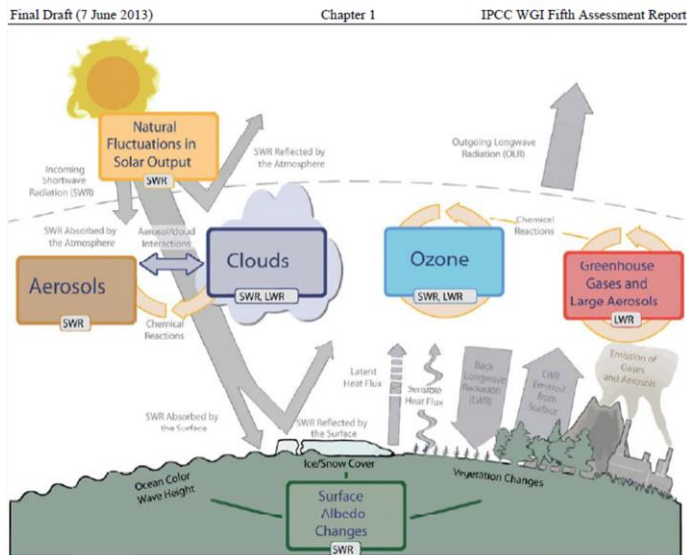 Final Draft (7 June 2013)
Chapter 1
IPCC WGI Fifth Assessment Report
Natural
Fluctuations in
Solar Output
SWR
Incoming
Shortwave
Radiation (SWR)
SWR Reflected by
the Atmosphere
Outgoing Longwave
Radiation (OLR)
SWR Absorbed by
the Atmosphere
Aerosol/cloud
Interactions
Aerosols
SWR
Clouds
SWR, LWR
Chemical
Reactions
Ozone
SWR, LWR
Chemical
Reactions
Greenhouse
Gases and
Large Aerosols
LWR
Latent
Heat Flux
Sensible
Heat Flux
Back
Longwave
Radiation
(LWR)
LWR
Emitted
from
Surface
Emission of
Gases
and Aerosols
SWR Absorbed by
the Surface
SWR Reflected by
the Surface
Ice/Snow Cover
Ocean Color
Wave Height
Vegetation Changes
Surface
Albedo
Changes
SWR